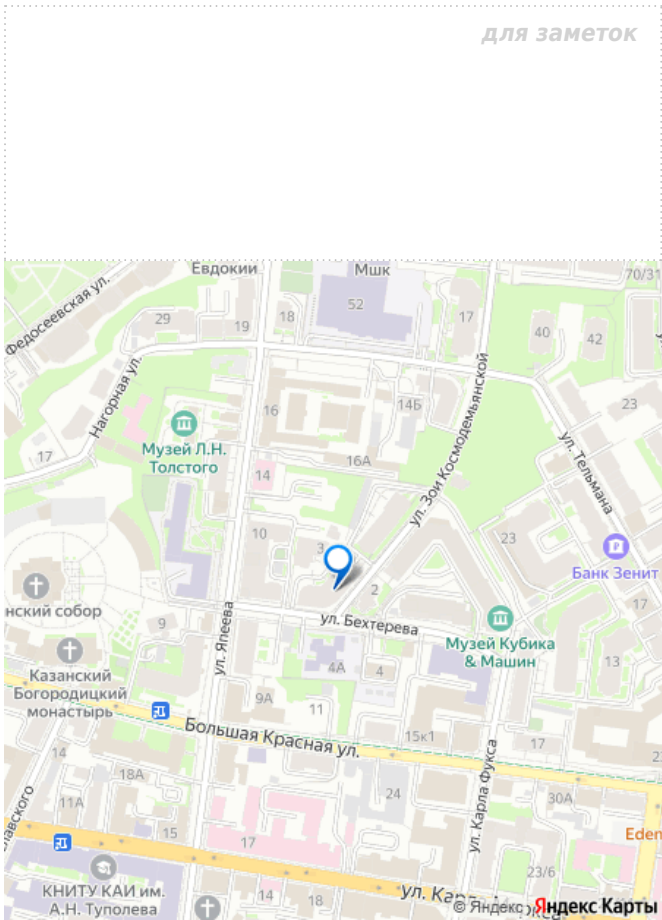 для заметок
Евдокии
Мшк
70/31
Федосеевская ул.
52
18
17
29
19
40
42
Нагорная ул.
16
14Б
23
Музей Л.Н.
Толстого
17
16А
ул. Зои Космодемьянской
ул. Тельмана
14
10
3
23
Банк Зенит
нский собор
2
17
ул. Япеева
9
ул. Бехтерева
Музей Кубика
& Машин
13
Казанский
Богородицкий
монастырь
4А
4
9А
11
Большая Красная ул.
15к1
17
14
18А
24
ул. Карла Фукса
30А
11А
15
17
Eden
КНИТУ КАИ им.
А.Н. Туполева
14
18
23/6
ул. Кар
© Яндекс Яндекс Карты